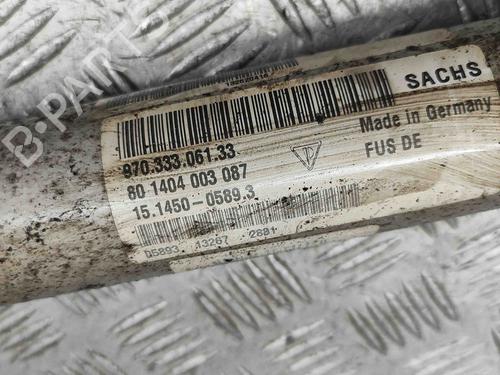 B-PARTS
SACHS
970.333.061.33
80 1404 003 087
15.1450-0589.3
Made in Germany
FUS DE
D5893 13267 2881